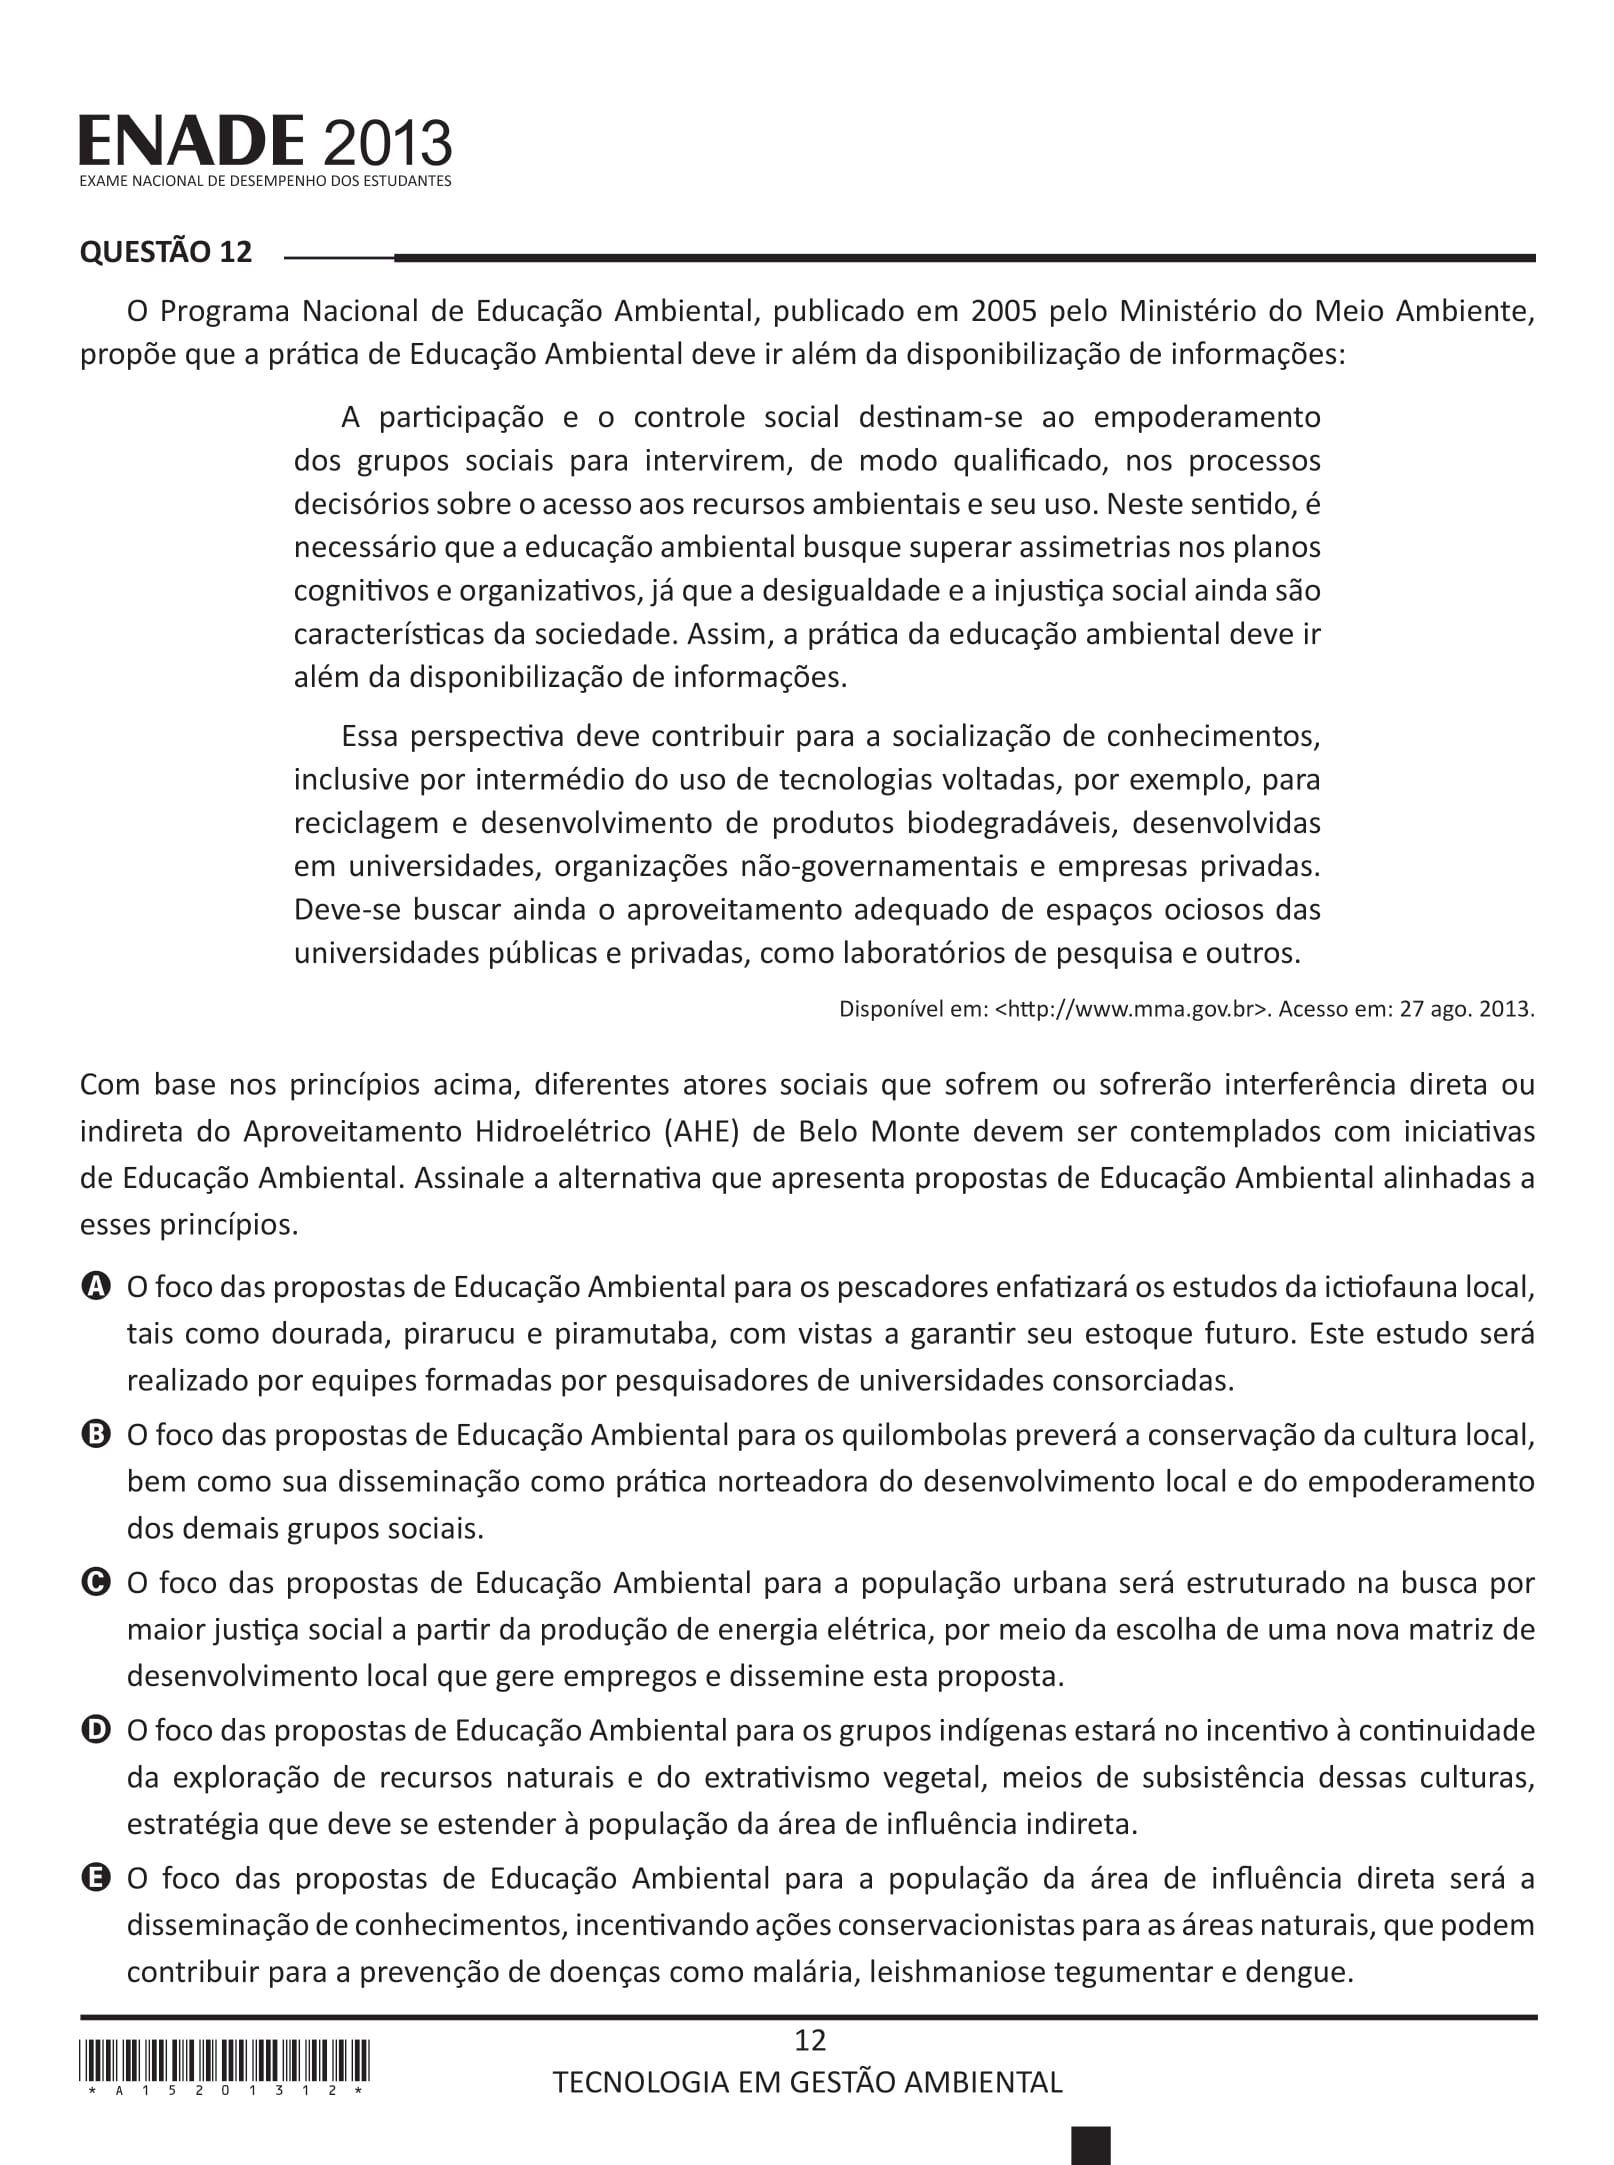 ENADE 2013
EXAME NACIONAL DE DESEMPENHO DOS ESTUDANTES
QUESTÃO 12
O Programa Nacional de Educação Ambiental, publicado em 2005 pelo Ministério do Meio Ambiente,
propõe que a prática de Educação Ambiental deve ir além da disponibilização de informações:
A participação e o controle social destinam-se ao empoderamento
dos grupos sociais para intervirem, de modo qualificado, nos processos
decisórios sobre o acesso aos recursos ambientais e seu uso. Neste sentido, é
necessário que a educação ambiental busque superar assimetrias nos planos
cognitivos e organizativos, já que a desigualdade e a injustiça social ainda são
características da sociedade. Assim, a prática da educação ambiental deve ir
além da disponibilização de informações.
Essa perspectiva deve contribuir para a socialização de conhecimentos,
inclusive por intermédio do uso de tecnologias voltadas, por exemplo, para
reciclagem e desenvolvimento de produtos biodegradáveis, desenvolvidas
em universidades, organizações não-governamentais e empresas privadas.
Deve-se buscar ainda o aproveitamento adequado de espaços ociosos das
universidades públicas e privadas, como laboratórios de pesquisa e outros.
Disponível em: <http://www.mma.gov.br>. Acesso em: 27 ago. 2013.
Com base nos princípios acima, diferentes atores sociais que sofrem ou sofrerão interferência direta ou
indireta do Aproveitamento Hidroelétrico (AHE) de Belo Monte devem ser contemplados com iniciativas
de Educação Ambiental. Assinale a alternativa que apresenta propostas de Educação Ambiental alinhadas a
esses princípios.
A O foco das propostas de Educação Ambiental para os pescadores enfatizará os estudos da ictiofauna local,
tais como dourada, pirarucu e piramutaba, com vistas a garantir seu estoque futuro. Este estudo será
realizado por equipes formadas por pesquisadores de universidades consorciadas.
B O foco das propostas de Educação Ambiental para os quilombolas preverá a conservação da cultura local,
bem como sua disseminação como prática norteadora do desenvolvimento local e do empoderamento
dos demais grupos sociais.
C O foco das propostas de Educação Ambiental para a população urbana será estruturado na busca por
maior justiça social a partir da produção de energia elétrica, por meio da escolha de uma nova matriz de
desenvolvimento local que gere empregos e dissemine esta proposta.
D O foco das propostas de Educação Ambiental para os grupos indígenas estará no incentivo à continuidade
da exploração de recursos naturais e do extrativismo vegetal, meios de subsistência dessas culturas,
estratégia que deve se estender à população da área de influência indireta.
E O foco das propostas de Educação Ambiental para a população da área de influência direta será a
disseminação de conhecimentos, incentivando ações conservacionistas para as áreas naturais, que podem
contribuir para a prevenção de doenças como malária, leishmaniose tegumentar e dengue.
12
TECNOLOGIA EM GESTÃO AMBIENTAL
* A 1 5 2 0 1 3 1 2 *